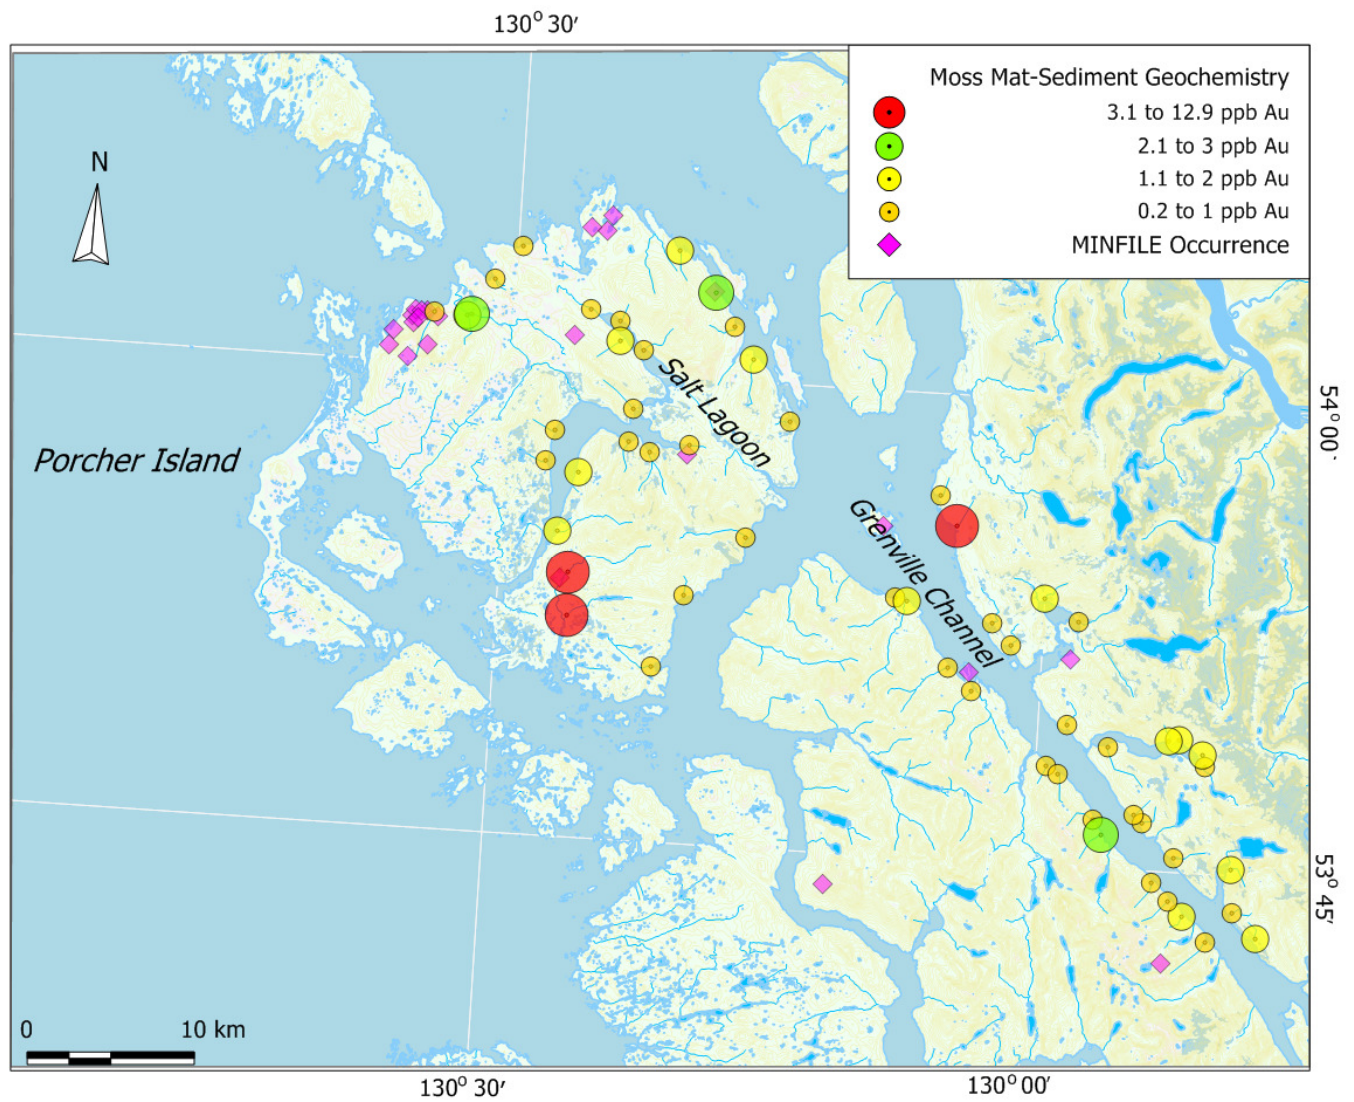 130° 30′
Moss Mat-Sediment Geochemistry
3.1 to 12.9 ppb Au
2.1 to 3 ppb Au
1.1 to 2 ppb Au
0.2 to 1 ppb Au
MINFILE Occurrence
N
Salt Lagoon
54° 00′
Porcher Island
Grenville Channel
53° 45′
0 10 km
130° 30′
130° 00′